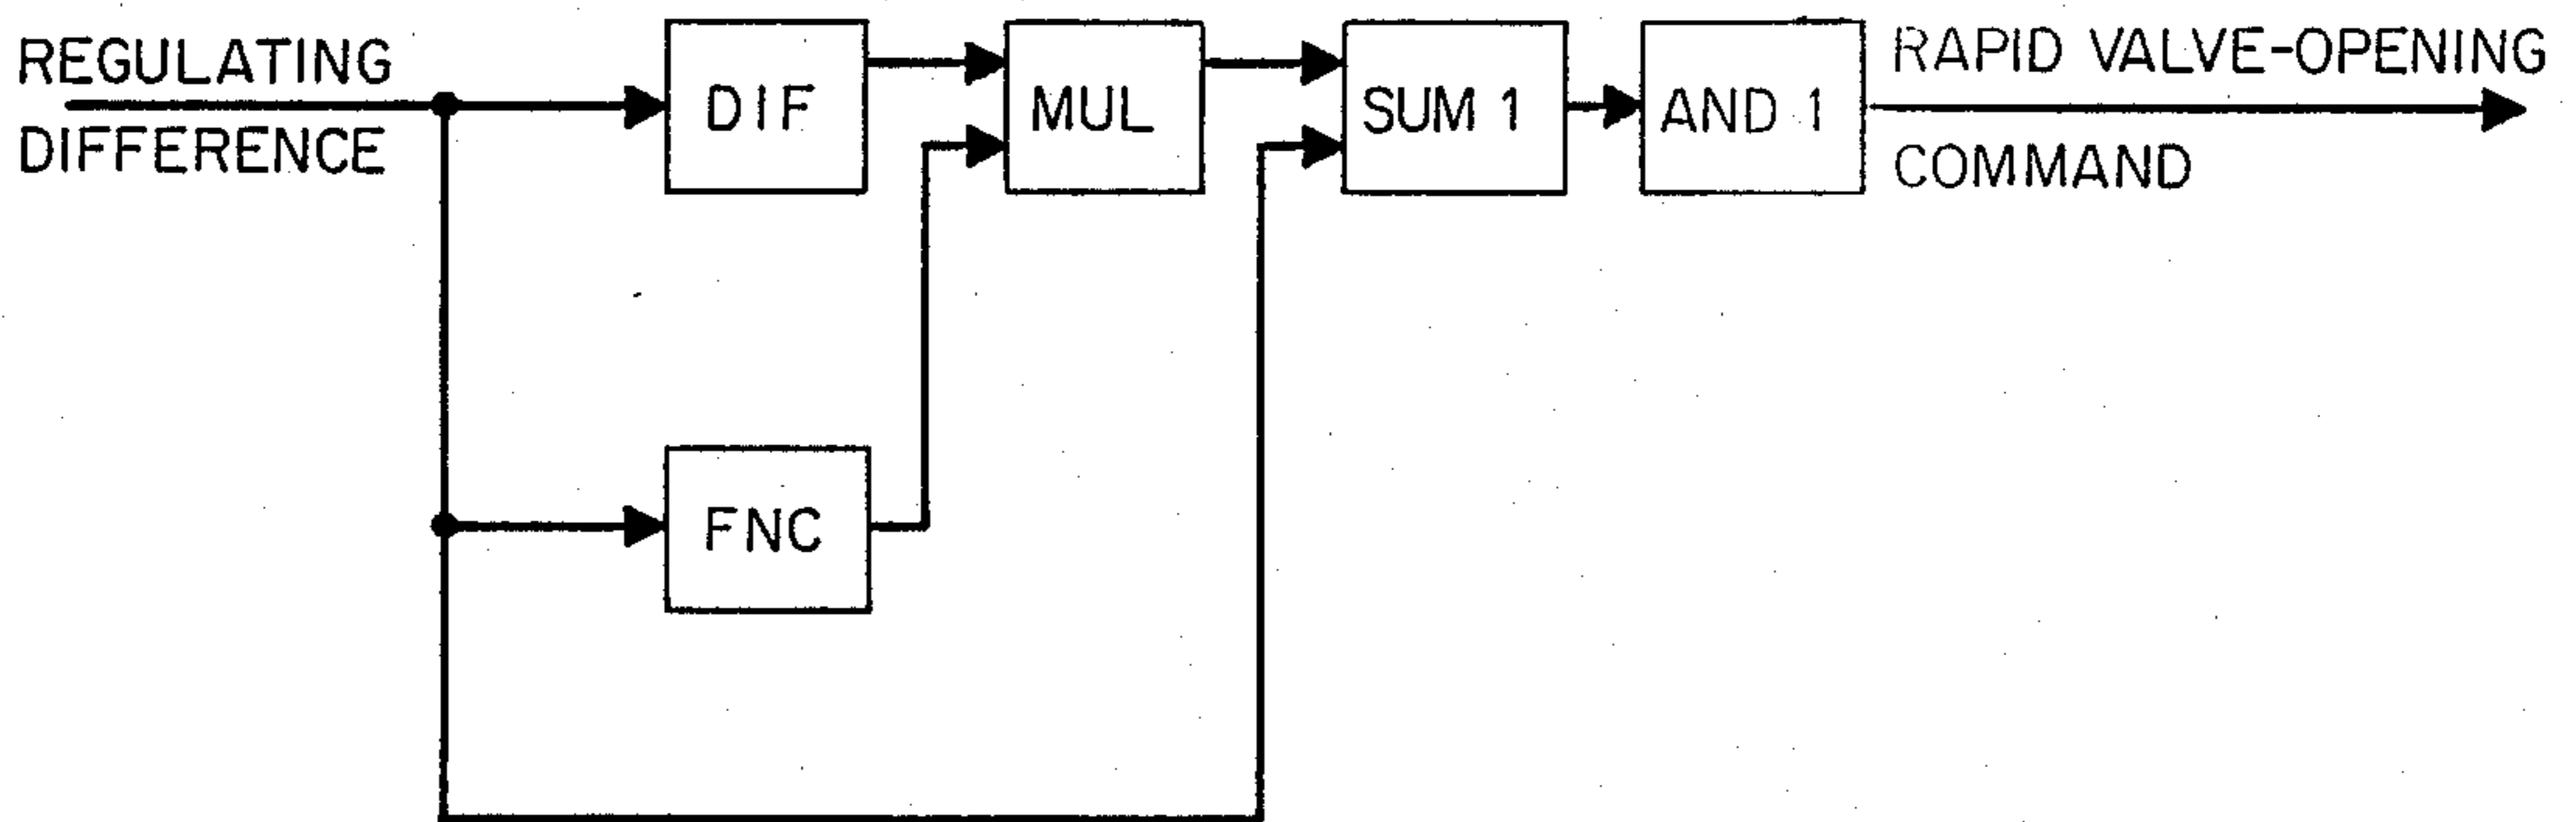 REGULATING
DIFFERENCE
DIF
MUL
SUM 1
AND 1
RAPID VALVE-OPENING
COMMAND
FNC